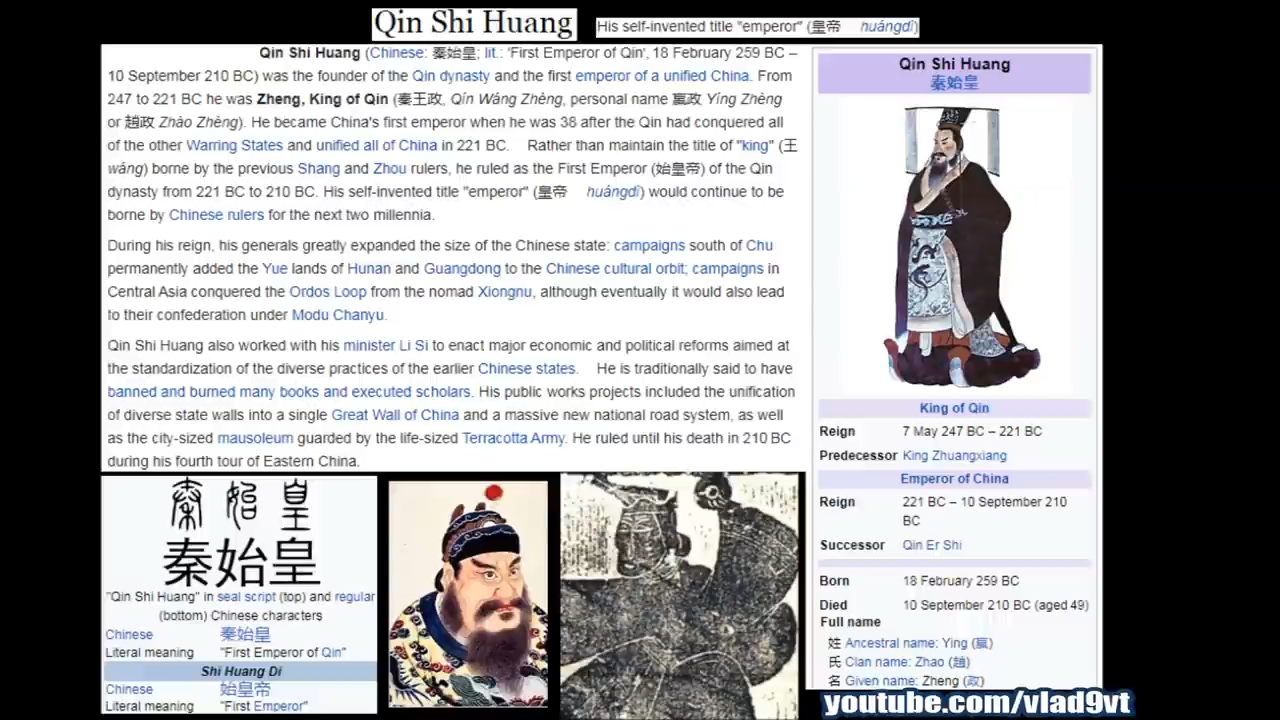 Qin Shi Huang
His self-invented title "emperor" (皇帝 huángdì)
Qin Shi Huang (Chinese: 秦始皇; lit.: 'First Emperor of Qin', 18 February 259 BC –
10 September 210 BC) was the founder of the Qin dynasty and the first emperor of a unified China. From
247 to 221 BC he was Zheng, King of Qin (秦王政, Qín Wáng Zhèng, personal name 嬴政 Yíng Zhèng
or 趙政 Zhào Zhèng). He became China's first emperor when he was 38 after the Qin had conquered all
of the other Warring States and unified all of China in 221 BC. Rather than maintain the title of "king" (王
wáng) borne by the previous Shang and Zhou rulers, he ruled as the First Emperor (始皇帝) of the Qin
dynasty from 221 BC to 210 BC. His self-invented title "emperor" (皇帝 huángdì) would continue to be
borne by Chinese rulers for the next two millennia.
During his reign, his generals greatly expanded the size of the Chinese state: campaigns south of Chu
permanently added the Yue lands of Hunan and Guangdong to the Chinese cultural orbit; campaigns in
Central Asia conquered the Ordos Loop from the nomad Xiongnu, although eventually it would also lead
to their confederation under Modu Chanyu.
Qin Shi Huang also worked with his minister Li Si to enact major economic and political reforms aimed at
the standardization of the diverse practices of the earlier Chinese states. He is traditionally said to have
banned and burned many books and executed scholars. His public works projects included the unification
of diverse state walls into a single Great Wall of China and a massive new national road system, as well
as the city-sized mausoleum guarded by the life-sized Terracotta Army. He ruled until his death in 210 BC
during his fourth tour of Eastern China.
秦始皇
秦始皇
"Qin Shi Huang" in seal script (top) and regular
(bottom) Chinese characters
Chinese 秦始皇
Literal meaning "First Emperor of Qin"
Shi Huang Di
Chinese 始皇帝
Literal meaning "First Emperor"
Qin Shi Huang
秦始皇
King of Qin
Reign 7 May 247 BC – 221 BC
Predecessor King Zhuangxiang
Emperor of China
Reign 221 BC – 10 September 210
BC
Successor Qin Er Shi
Born 18 February 259 BC
Died 10 September 210 BC (aged 49)
Full name
姓 Ancestral name: Ying (嬴)
氏 Clan name: Zhao (趙)
名 Given name: Zheng (政)
youtube.com/vlad9vt